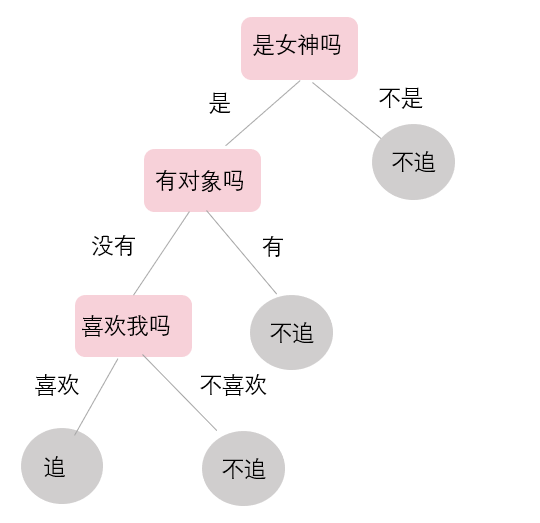 是女神吗
是
不是
不追
有对象吗
没有
有
喜欢我吗
不追
喜欢
不喜欢
追
不追